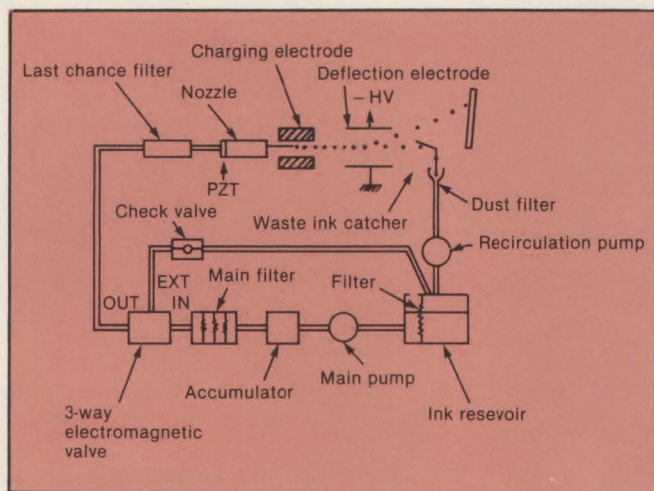 Charging electrode
Last chance filter
Deflection electrode
Nozzle
– HV
PZT
Dust filter
Waste ink catcher
Check valve
Recirculation pump
EXT
Main filter
Filter
OUT
IN
Accumulator
Main pump
Ink resevoir
3-way
electromagnetic
valve